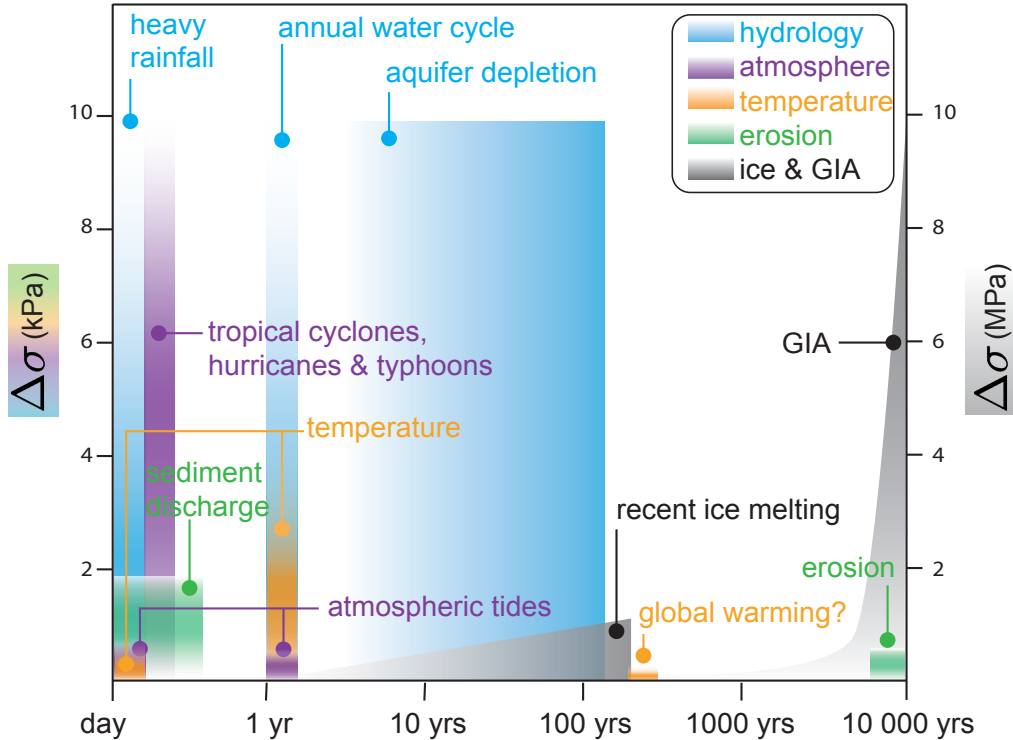 heavy
rainfall
annual water cycle
aquifer depletion
hydrology
atmosphere
temperature
erosion
ice & GIA
10
8
6
4
2
Δσ (kPa)
10
8
6
4
2
Δσ (MPa)
tropical cyclones,
hurricanes & typhoons
GIA
temperature
sediment
discharge
recent ice melting
erosion
atmospheric tides
global warming?
day
1 yr
10 yrs
100 yrs
1000 yrs
10 000 yrs